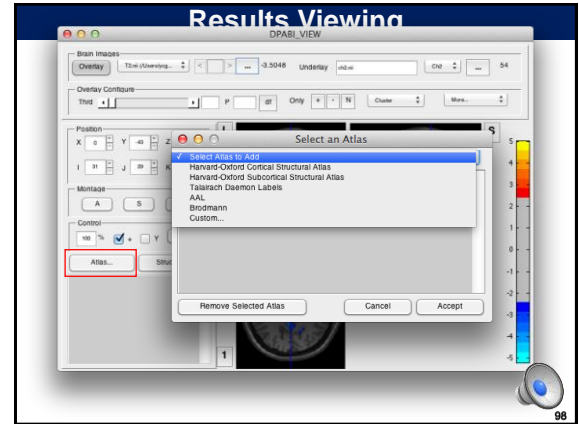 Results Viewing
DPABI_VIEW
Brain Images
Overlay < > ... -3.5048 Underlay ch2.nii Ch2 ... 54
Overlay Configure
Thrd P df Only + - N Cluster More..
Position L S
X 0 Y -40 Z
Select an Atlas
✓ Select Atlas to Add
Harvard-Oxford Cortical Structural Atlas
Harvard-Oxford Subcortical Structural Atlas
Talairach Daemon Labels
AAL
Brodmann
Custom...
I 31 J 29 K
Montage
A S
Control
100 % + Y
Atlas...
Remove Selected Atlas Cancel Accept
5
4
3
2
1
0
-1
-2
-3
-4
-5
1
98